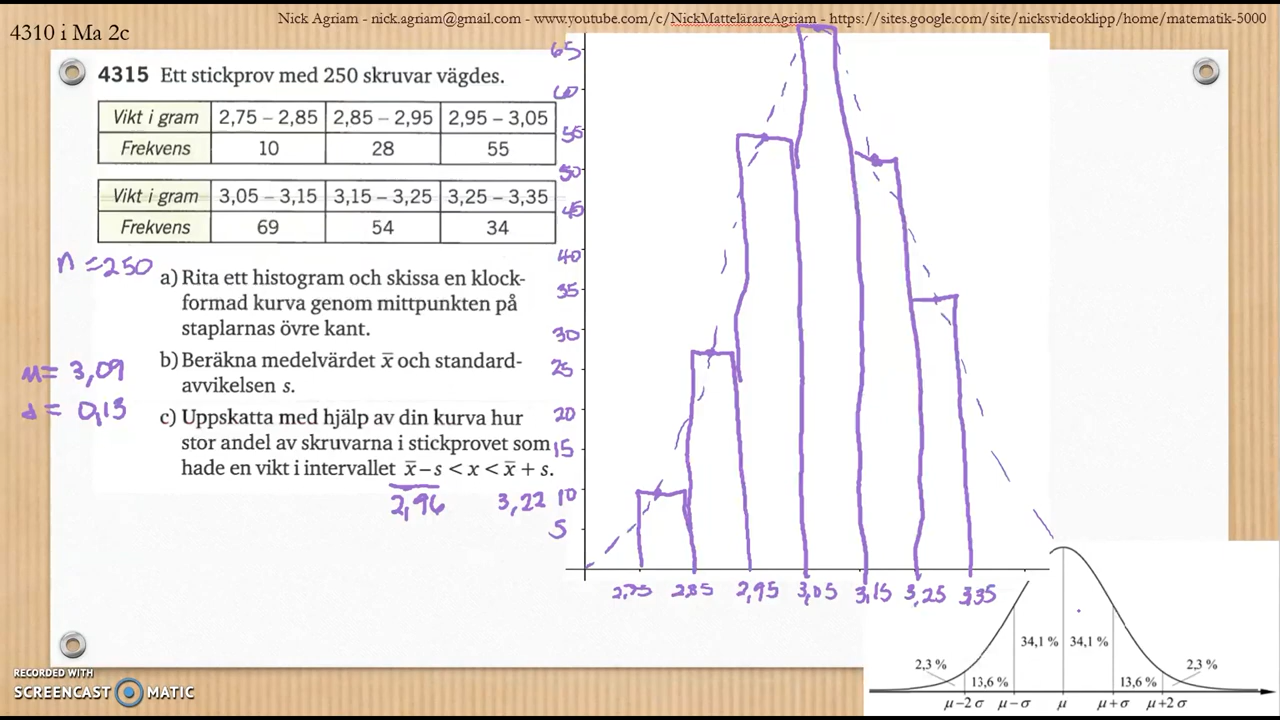 Nick Agriam - nick.agriam@gmail.com - www.youtube.com/c/NickMattelärareAgriam - https://sites.google.com/site/nicksvideoklipp/home/matematik-5000
4310 i Ma 2c
4315 Ett stickprov med 250 skruvar vägdes.
Vikt i gram 2,75 – 2,85 2,85 – 2,95 2,95 – 3,05
Frekvens 10 28 55
Vikt i gram 3,05 – 3,15 3,15 – 3,25 3,25 – 3,35
Frekvens 69 54 34
n = 250
a) Rita ett histogram och skissa en klock-
formad kurva genom mittpunkten på
staplarnas övre kant.
b) Beräkna medelvärdet x̄ och standard-
avvikelsen s.
μ = 3,09
s = 0,13
c) Uppskatta med hjälp av din kurva hur
stor andel av skruvarna i stickprovet som
hade en vikt i intervallet x̄ – s < x < x̄ + s.
2,96 3,22
65
60
55
50
45
40
35
30
25
20
15
10
5
2,75 2,85 2,95 3,05 3,15 3,25 3,35
34,1 % 34,1 %
2,3 % 13,6 % 13,6 % 2,3 %
μ–2σ μ–σ μ μ+σ μ+2σ
RECORDED WITH
SCREENCAST MATIC